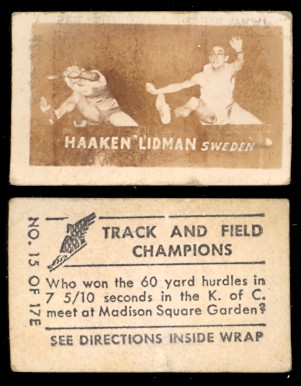 HAAKEN LIDMAN SWEDEN
NO. 15 OF 17E
TRACK AND FIELD
CHAMPIONS
Who won the 60 yard hurdles in
7 5/10 seconds in the K. of C.
meet at Madison Square Garden?
SEE DIRECTIONS INSIDE WRAP